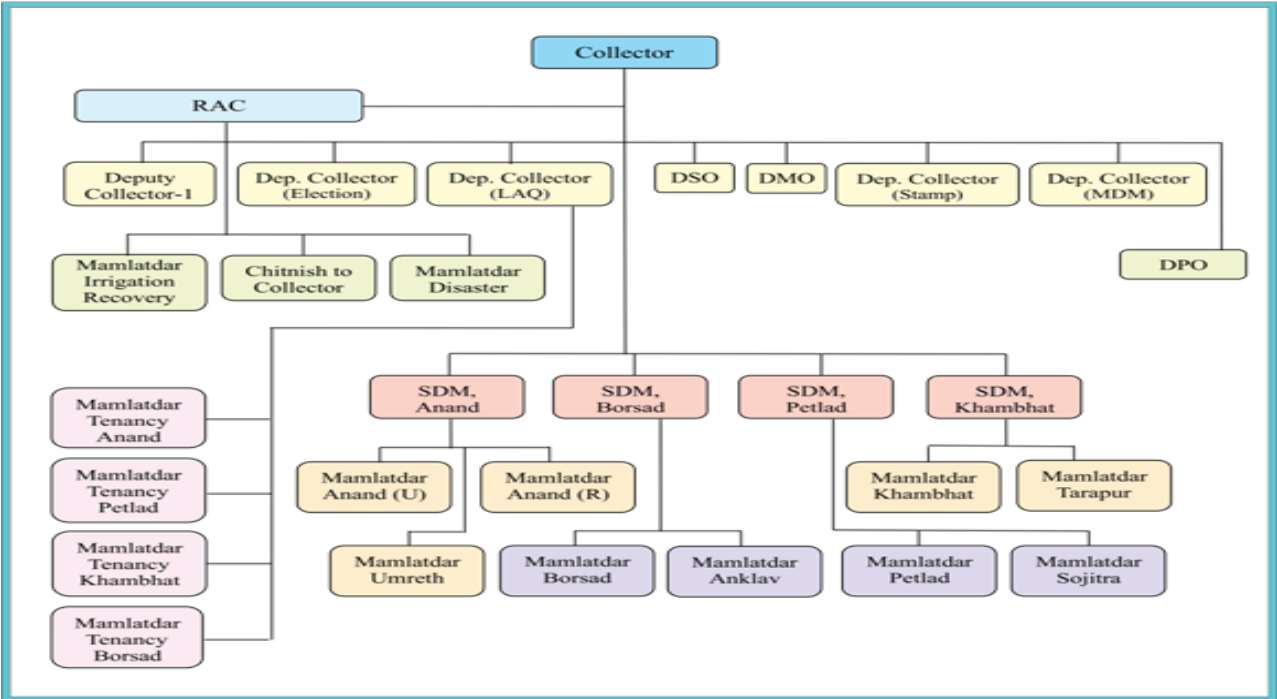 Collector
RAC
Deputy
Collector-1
Dep. Collector
(Election)
Dep. Collector
(LAQ)
DSO
DMO
Dep. Collector
(Stamp)
Dep. Collector
(MDM)
Mamlatdar
Irrigation
Recovery
Chitnish to
Collector
Mamlatdar
Disaster
DPO
SDM,
Anand
SDM,
Borsad
SDM,
Petlad
SDM,
Khambhat
Mamlatdar
Tenancy
Anand
Mamlatdar
Tenancy
Petlad
Mamlatdar
Tenancy
Khambhat
Mamlatdar
Tenancy
Borsad
Mamlatdar
Anand (U)
Mamlatdar
Anand (R)
Mamlatdar
Khambhat
Mamlatdar
Tarapur
Mamlatdar
Umreth
Mamlatdar
Borsad
Mamlatdar
Anklav
Mamlatdar
Petlad
Mamlatdar
Sojitra